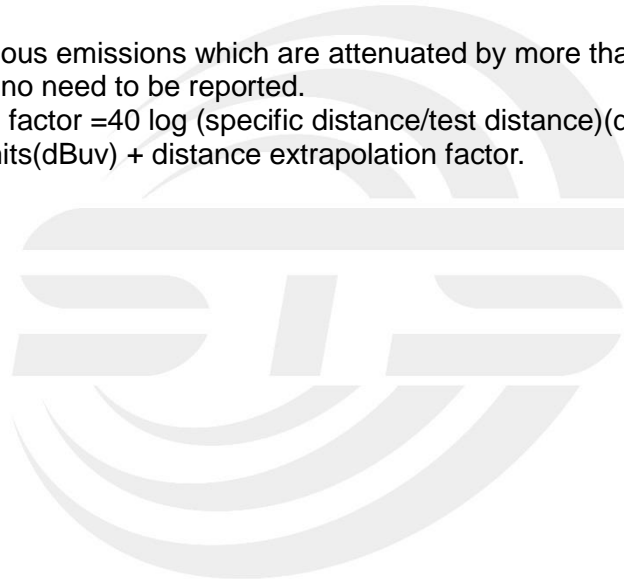 ous emissions which are attenuated by more tha
no need to be reported.
factor =40 log (specific distance/test distance)(d
its(dBuv) + distance extrapolation factor.
STS